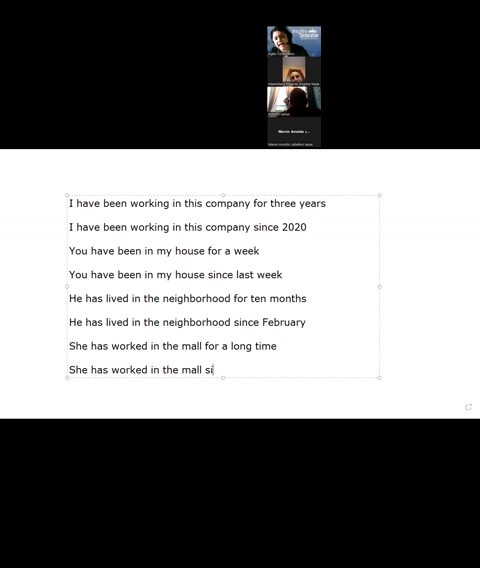 I have been working in this company for three years
I have been working in this company since 2020
You have been in my house for a week
You have been in my house since last week
He has lived in the neighborhood for ten months
He has lived in the neighborhood since February
She has worked in the mall for a long time
She has worked in the mall si